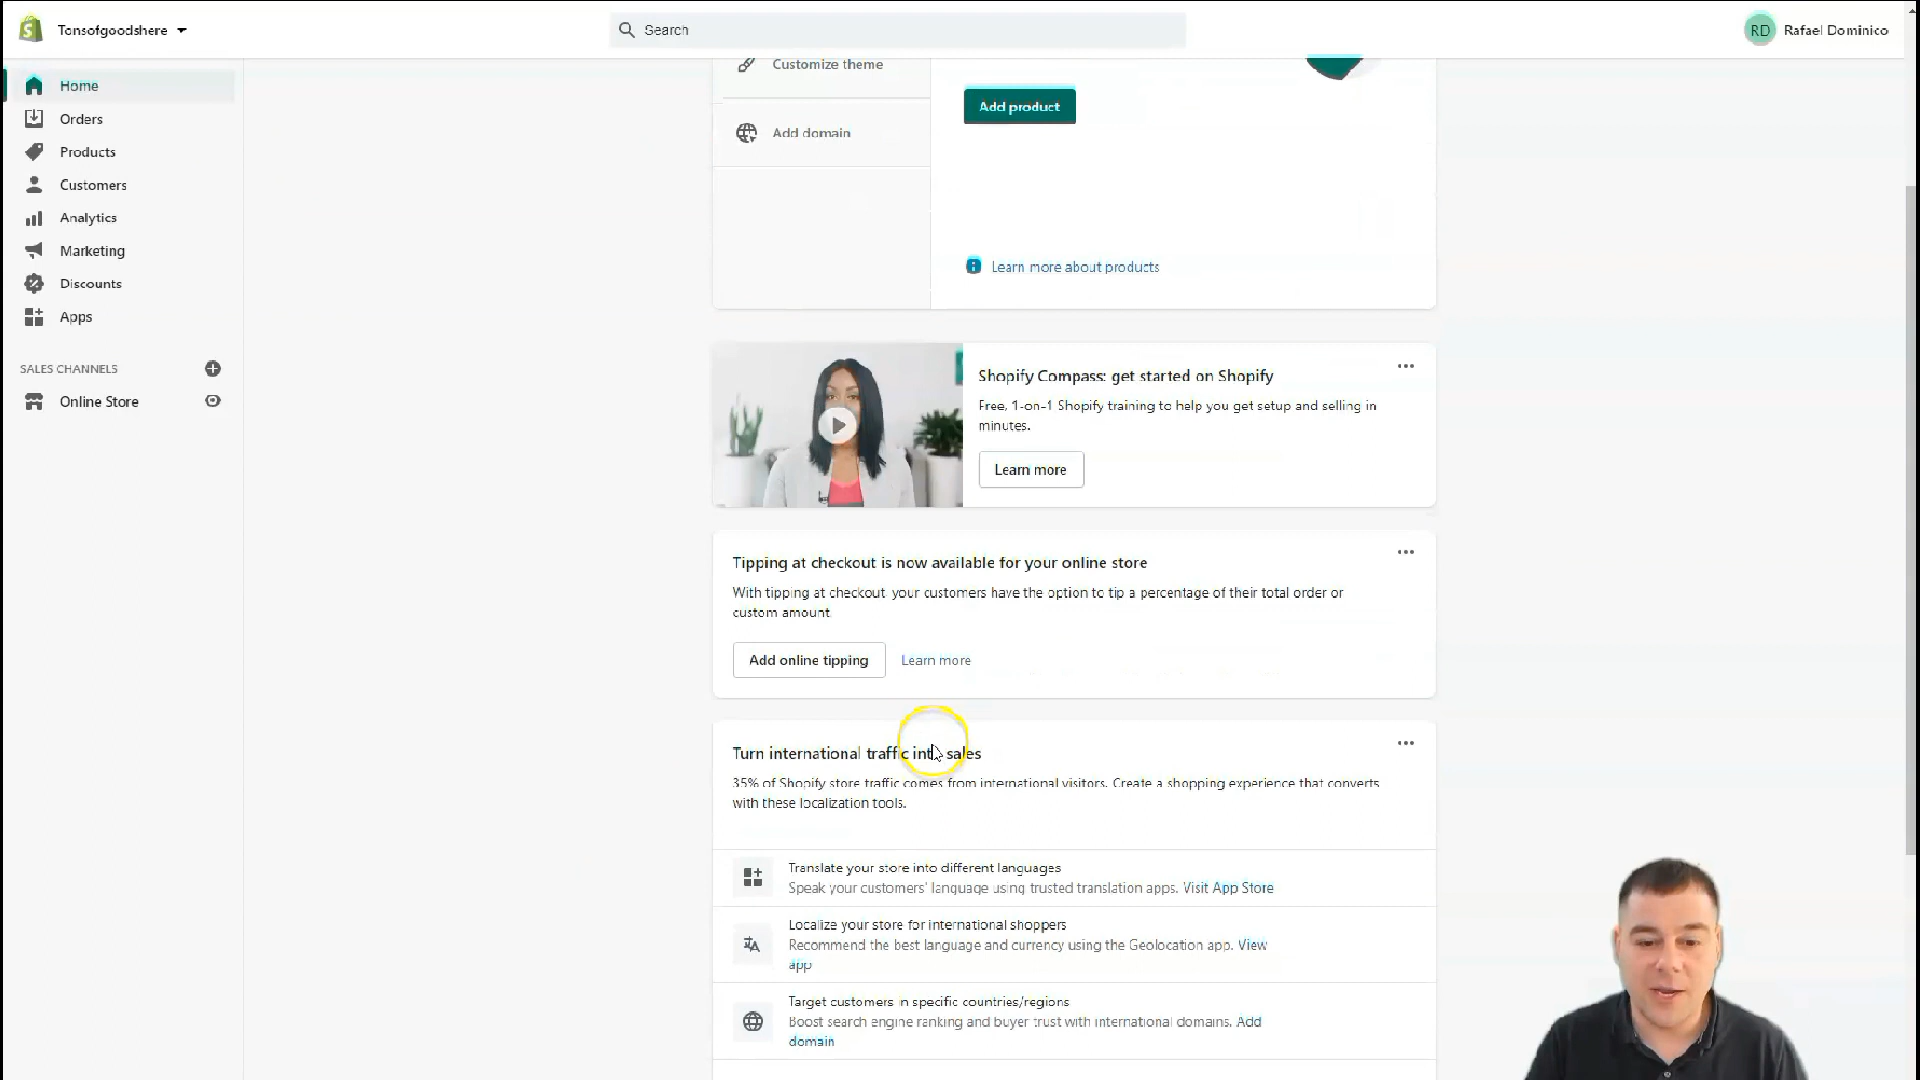 Tonsofgoodshere
Search
RD
Rafael Dominico
Home
Orders
Products
Customers
Analytics
Marketing
Discounts
Apps
SALES CHANNELS
Online Store
Customize theme
Add domain
Add product
Learn more about products
Shopify Compass: get started on Shopify
Free, 1-on-1 Shopify training to help you get setup and selling in
minutes.
Learn more
Tipping at checkout is now available for your online store
With tipping at checkout your customers have the option to tip a percentage of their total order or
custom amount
Add online tipping
Learn more
Turn international traffic into sales
35% of Shopify store traffic comes from international visitors. Create a shopping experience that converts
with these localization tools.
Translate your store into different languages
Speak your customers' language using trusted translation apps. Visit App Store
Localize your store for international shoppers
Recommend the best language and currency using the Geolocation app. View
app
Target customers in specific countries/regions
Boost search engine ranking and buyer trust with international domains. Add
domain